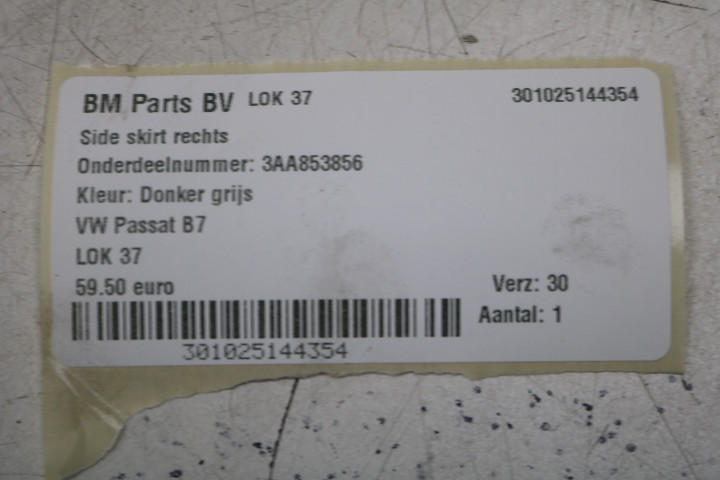 BM Parts BV LOK 37 301025144354
Side skirt rechts
Onderdeelnummer: 3AA853856
Kleur: Donker grijs
VW Passat B7
LOK 37
59.50 euro Verz: 30
Aantal: 1
301025144354